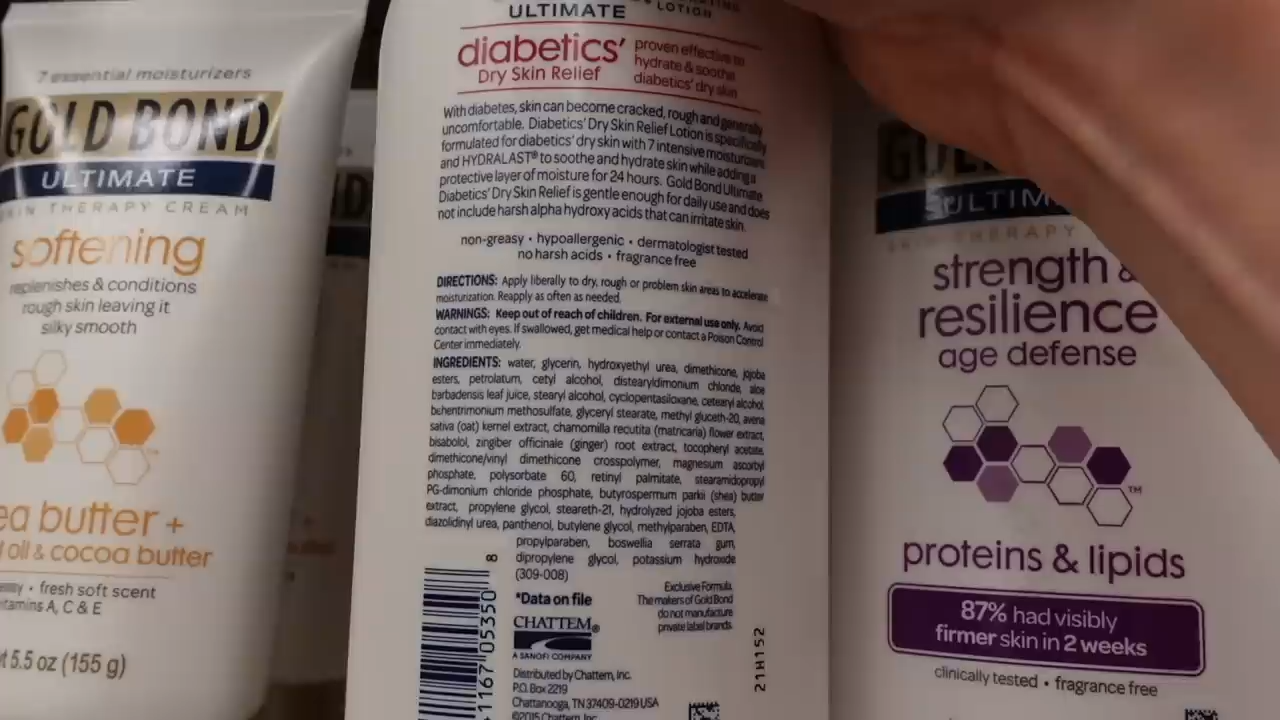 7 essential moisturizers
GOLD BOND
ULTIMATE
SKIN THERAPY CREAM
softening
replenishes & conditions
rough skin leaving it
silky smooth
butter +
oil & cocoa butter
fresh soft scent
A, C & E
5.5 oz (155 g)
ULTIMATE
LOTION
diabetics'
Dry Skin Relief
proven effective to
hydrate & soothe
diabetics' dry skin
With diabetes, skin can become cracked, rough and generally
uncomfortable. Diabetics' Dry Skin Relief Lotion is specifically
formulated for diabetics' dry skin with 7 intensive moisturizers
and HYDRALAST® to soothe and hydrate skin while adding a
protective layer of moisture for 24 hours. Gold Bond Ultimate
Diabetics' Dry Skin Relief is gentle enough for daily use and does
not include harsh alpha hydroxy acids that can irritate skin.
non-greasy • hypoallergenic • dermatologist tested
no harsh acids • fragrance free
DIRECTIONS: Apply liberally to dry, rough or problem skin areas to accelerate
moisturization. Reapply as often as needed.
WARNINGS: Keep out of reach of children. For external use only. Avoid
contact with eyes. If swallowed, get medical help or contact a Poison Control
Center immediately.
INGREDIENTS: water, glycerin, hydroxyethyl urea, dimethicone, jojoba
esters, petrolatum, cetyl alcohol, distearyldimonium chloride, aloe
barbadensis leaf juice, stearyl alcohol, cyclopentasiloxane, cetearyl alcohol,
behentrimonium methosulfate, glyceryl stearate, methyl gluceth-20, avena
sativa (oat) kernel extract, chamomilla recutita (matricaria) flower extract,
bisabolol, zingiber officinale (ginger) root extract, tocopheryl acetate,
dimethicone/vinyl dimethicone crosspolymer, magnesium ascorbyl
phosphate, polysorbate 60, retinyl palmitate, stearamidopropyl
PG-dimonium chloride phosphate, butyrospermum parkii (shea) butter
extract, propylene glycol, steareth-21, hydrolyzed jojoba esters,
diazolidinyl urea, panthenol, butylene glycol, methylparaben, EDTA,
propylparaben, boswellia serrata gum,
dipropylene glycol, potassium hydroxide
(309-008)
*Data on file
Exclusive Formula.
The makers of Gold Bond
do not manufacture
private label brands.
CHATTEM®
A SANOFI COMPANY
Distributed by Chattem, Inc.
P.O. Box 2219
Chattanooga, TN 37409-0219 USA
©2015 Chattem, Inc.
1167 05350 8
21H152
strength &
resilience
age defense
TM
proteins & lipids
87% had visibly
firmer skin in 2 weeks
clinically tested • fragrance free